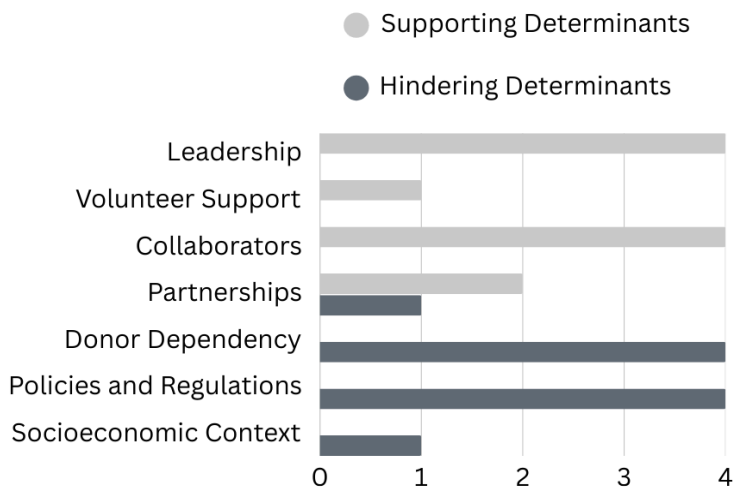 Supporting Determinants
Hindering Determinants
Leadership
Volunteer Support
Collaborators
Partnerships
Donor Dependency
Policies and Regulations
Socioeconomic Context
0 1 2 3 4